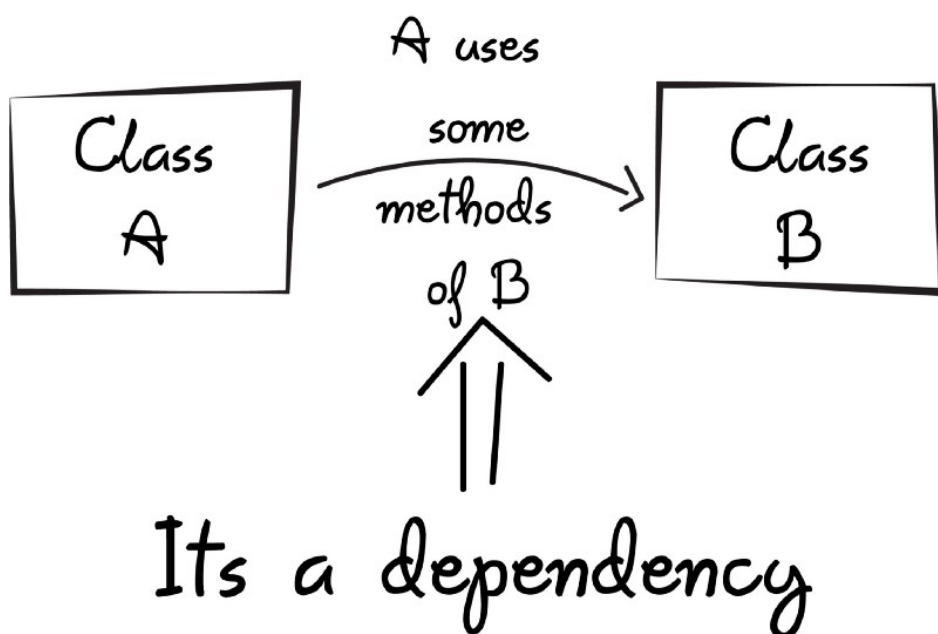 Class
A
A uses
some
methods
of B
Class
B
Its a dependency